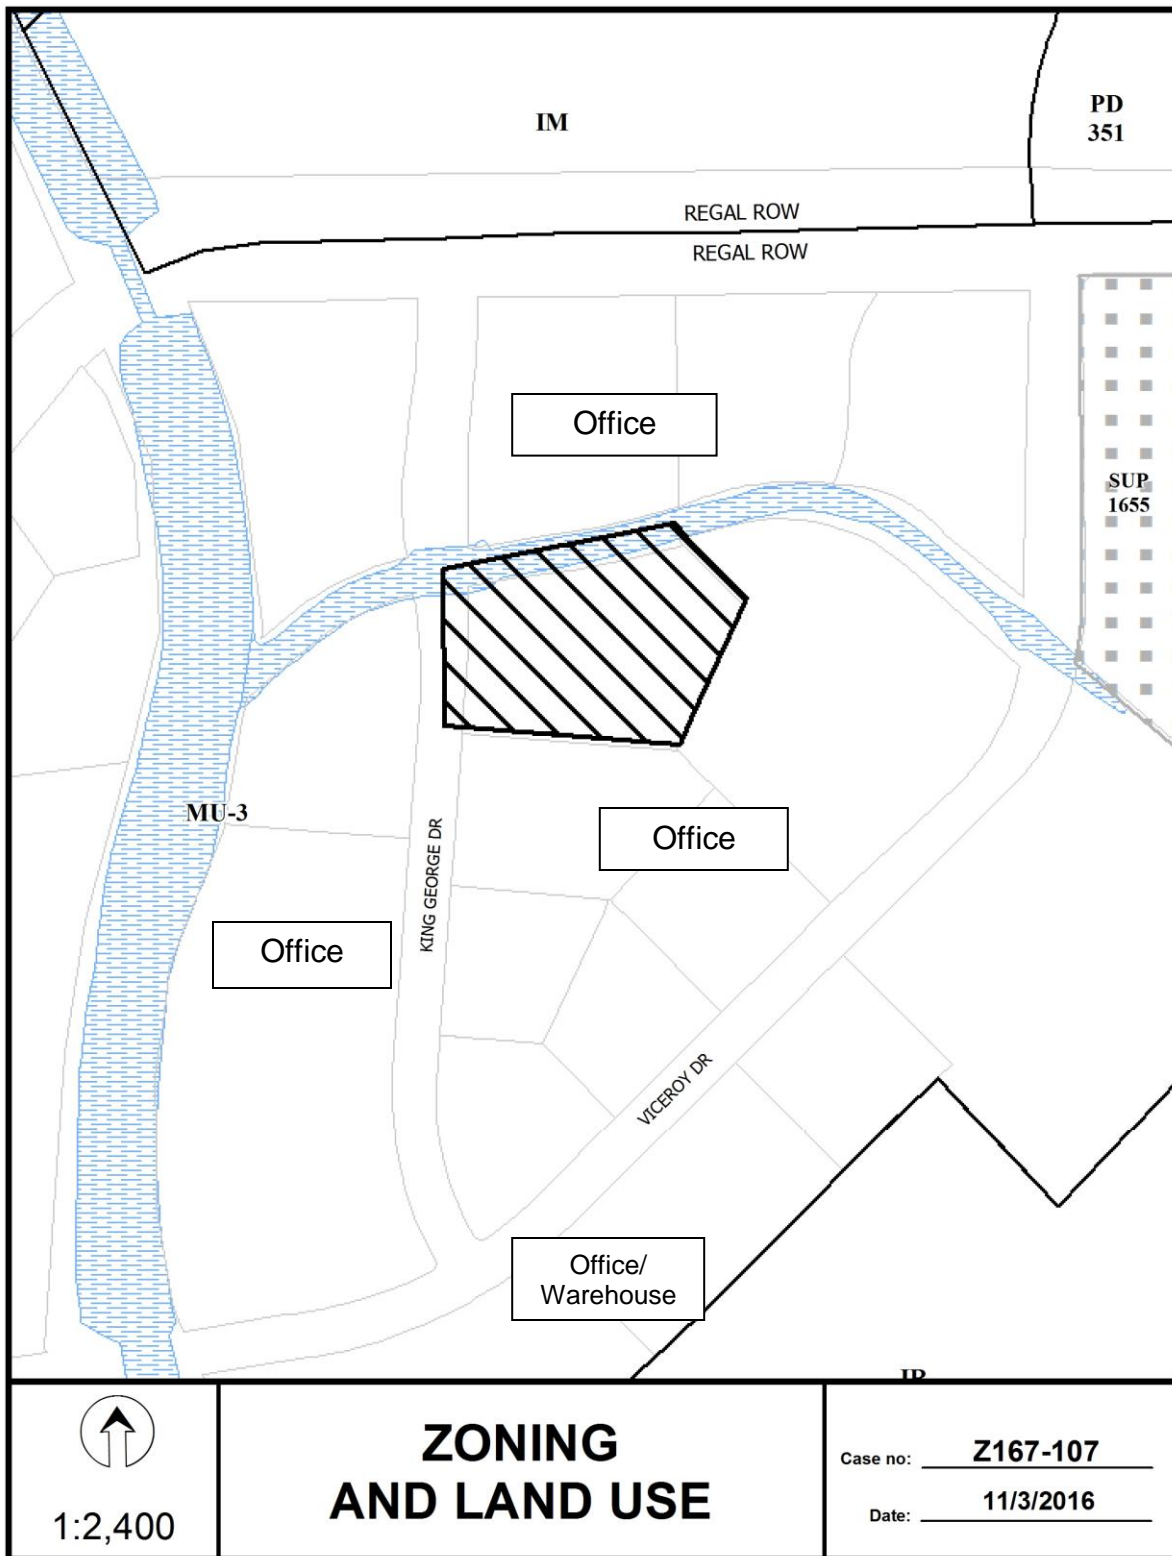 IM
PD
351
REGAL ROW
REGAL ROW
Office
SUP
1655
MU-3
Office
KING GEORGE DR
Office
VICEROY DR
Office/
Warehouse
IR
1:2,400
ZONING
AND LAND USE
Case no: Z167-107
Date: 11/3/2016